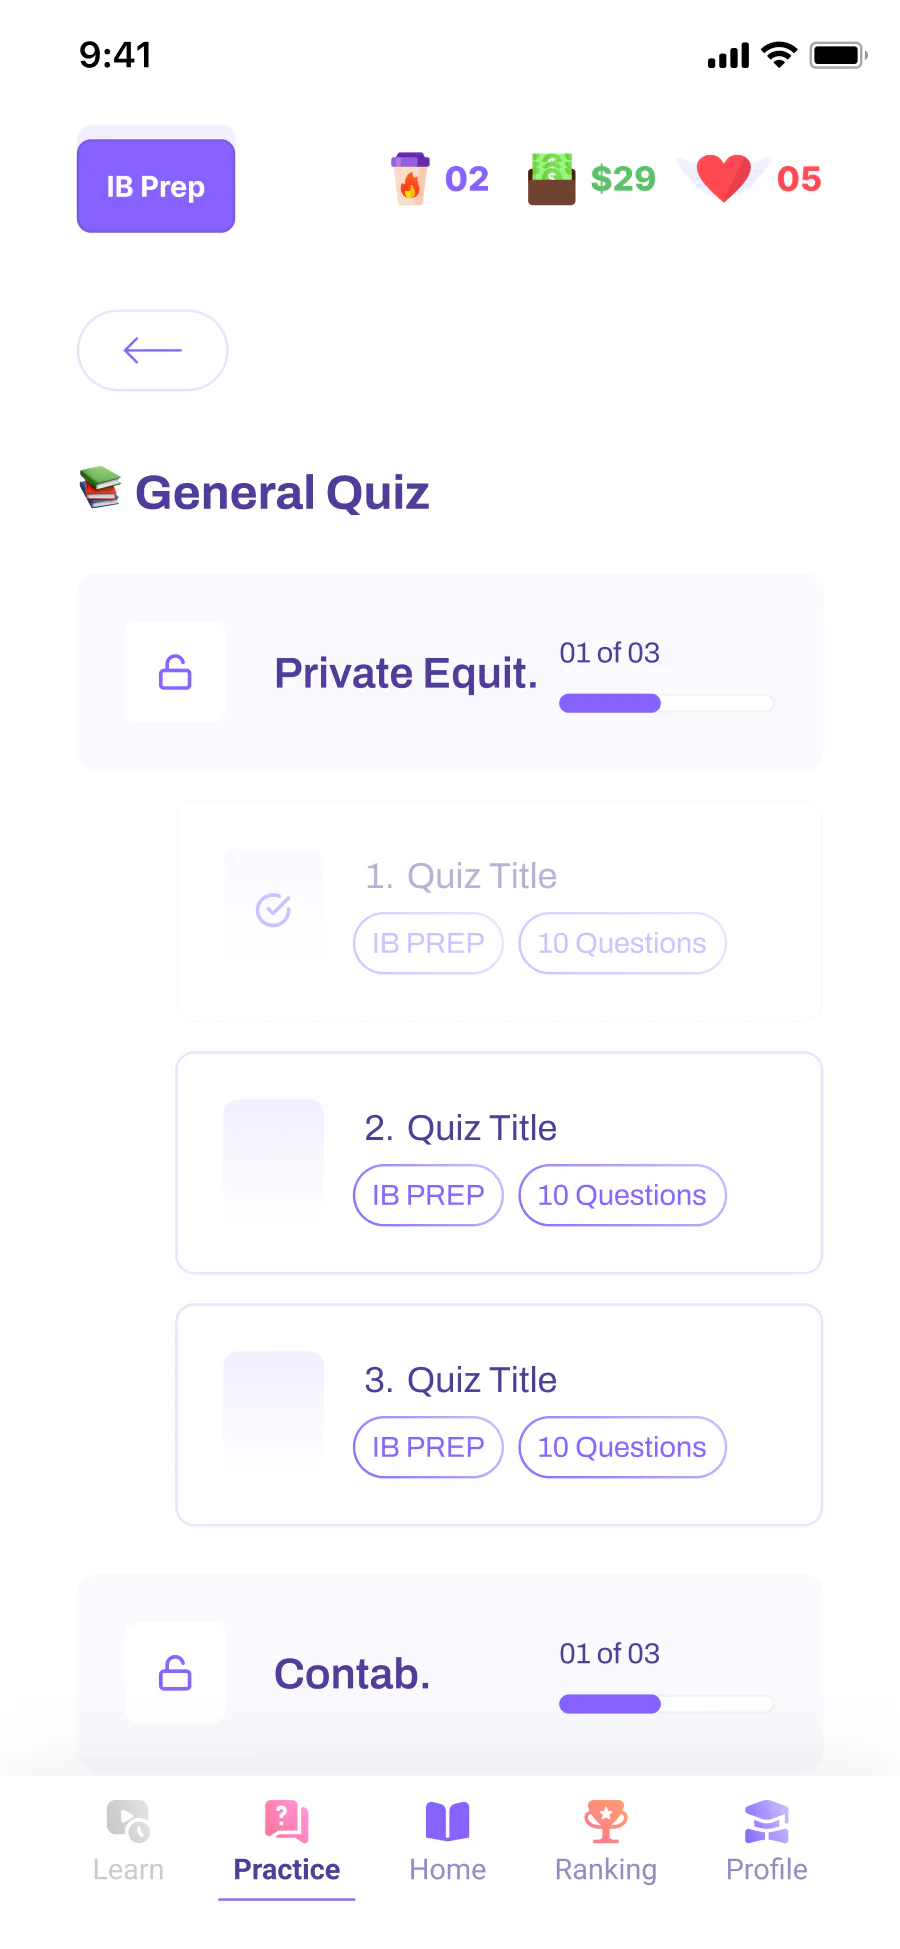 9:41
IB Prep
02
$29
05
General Quiz
Private Equit.
01 of 03
1. Quiz Title
IB PREP
10 Questions
2. Quiz Title
IB PREP
10 Questions
3. Quiz Title
IB PREP
10 Questions
Contab.
01 of 03
Learn
Practice
Home
Ranking
Profile